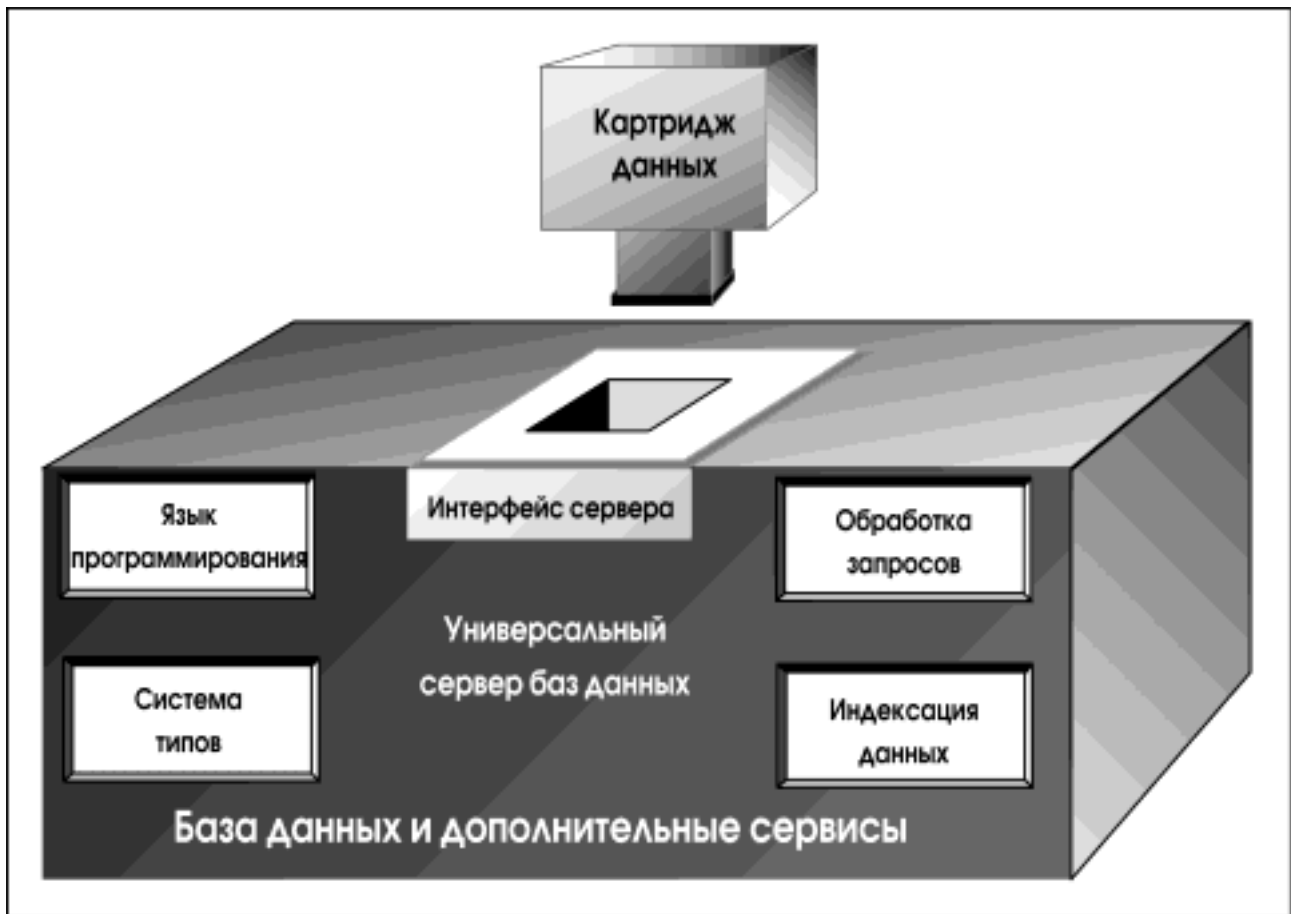 Картридж
данных
Интерфейс сервера
Язык
программирования
Обработка
запросов
Универсальный
сервер баз данных
Система
типов
Индексация
данных
База данных и дополнительные сервисы